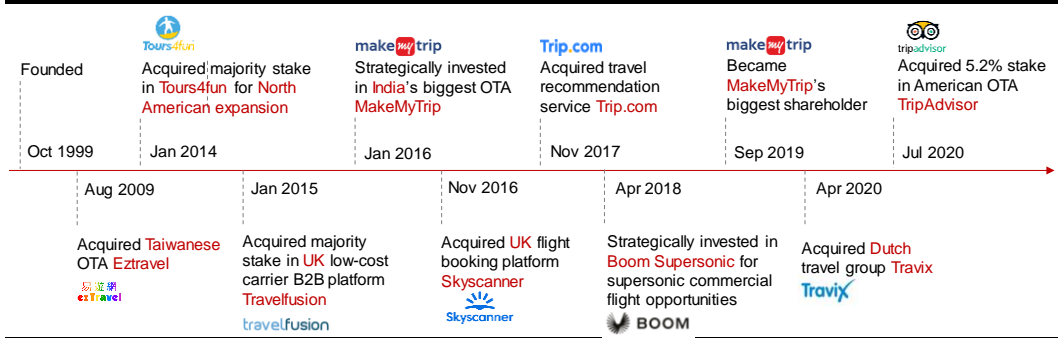 Tours4fun
make my trip
Trip.com
make my trip
tripadvisor
Founded
Acquired majority stake
in Tours4fun for North
American expansion
Strategically invested
in India's biggest OTA
MakeMyTrip
Acquired travel
recommendation
service Trip.com
Became
MakeMyTrip's
biggest shareholder
Acquired 5.2% stake
in American OTA
TripAdvisor
Oct 1999
Jan 2014
Jan 2016
Nov 2017
Sep 2019
Jul 2020
Aug 2009
Jan 2015
Nov 2016
Apr 2018
Apr 2020
Acquired Taiwanese
OTA Eztravel
易遊網
ezTravel
Acquired majority
stake in UK low-cost
carrier B2B platform
Travelfusion
travelfusion
Acquired UK flight
booking platform
Skyscanner
Skyscanner
Strategically invested in
Boom Supersonic for
supersonic commercial
flight opportunities
BOOM
Acquired Dutch
travel group Travix
Travix